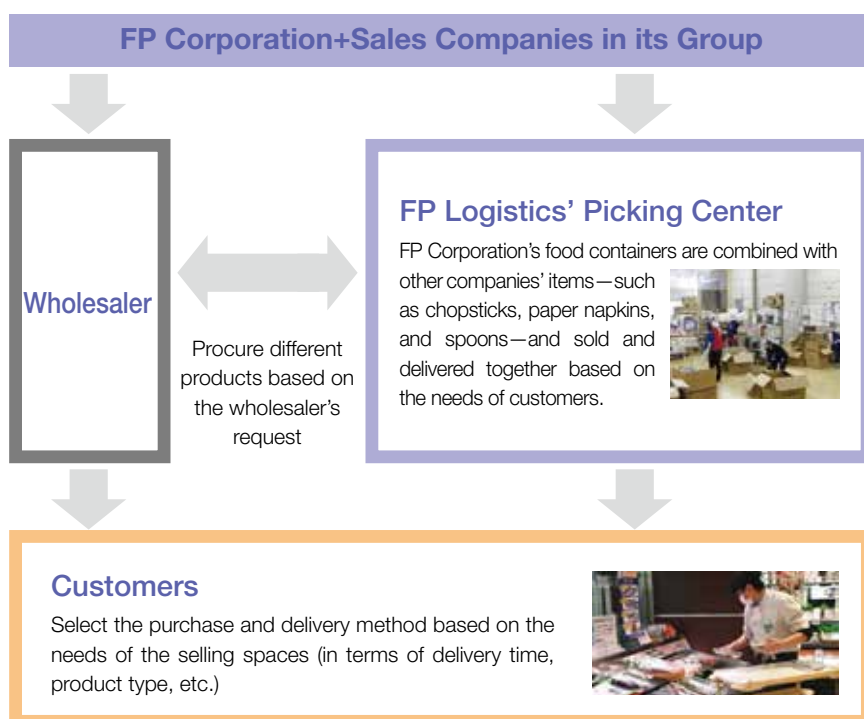 FP Corporation+Sales Companies in its Group
Wholesaler
Procure different
products based on
the wholesaler's
request
FP Logistics' Picking Center
FP Corporation's food containers are combined with
other companies' items—such
as chopsticks, paper napkins,
and spoons—and sold and
delivered together based on
the needs of customers.
Customers
Select the purchase and delivery method based on the
needs of the selling spaces (in terms of delivery time,
product type, etc.)